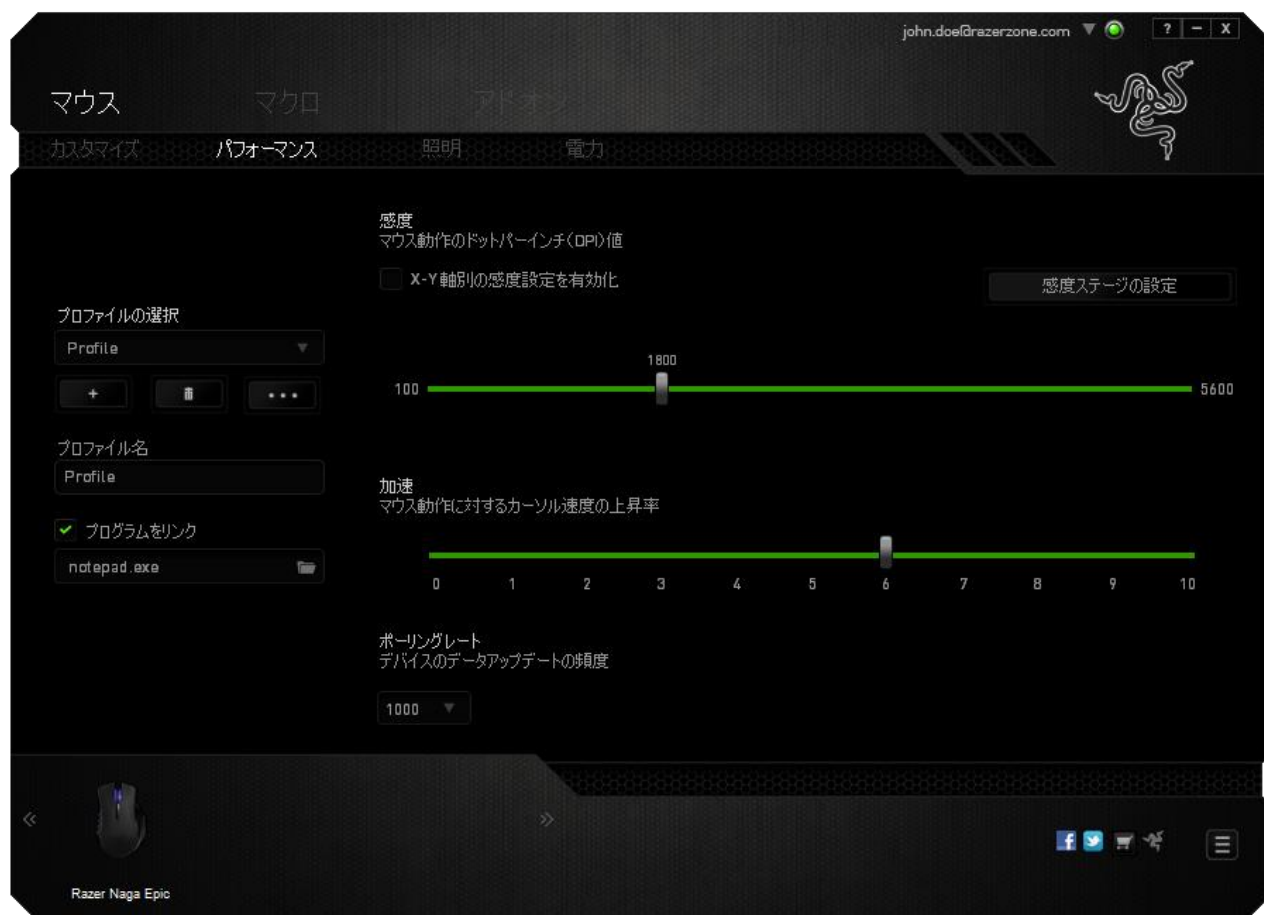 john.doe@razerzone.com
? − X
マウス マクロ アドオン
カスタマイズ パフォーマンス 照明 電力
感度
マウス動作のドットパーインチ(DPI)値
X-Y軸別の感度設定を有効化
感度ステージの設定
プロファイルの選択
Profile
1800
100 5600
+ •••
プロファイル名
Profile
加速
マウス動作に対するカーソル速度の上昇率
プログラムをリンク
notepad.exe
0 1 2 3 4 5 6 7 8 9 10
ポーリングレート
デバイスのデータアップデートの頻度
1000
Razer Naga Epic